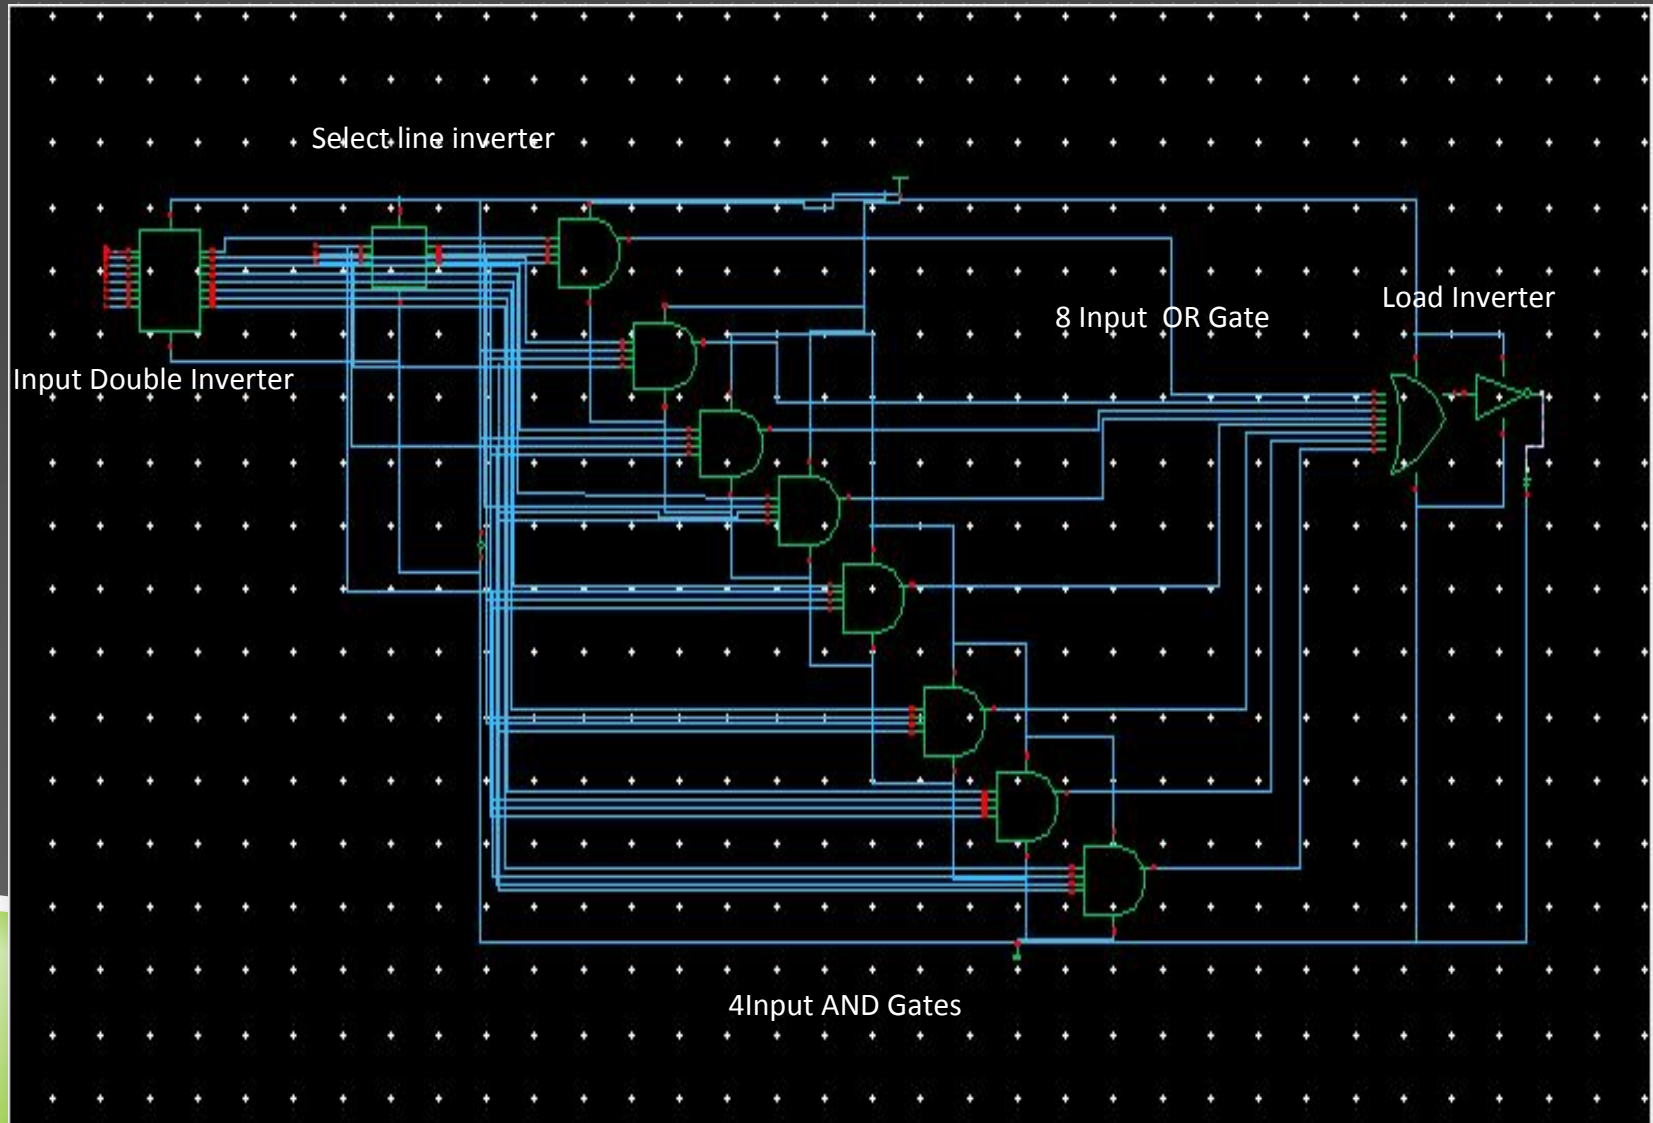 Select line inverter
Load Inverter
8 Input OR Gate
Input Double Inverter
4Input AND Gates